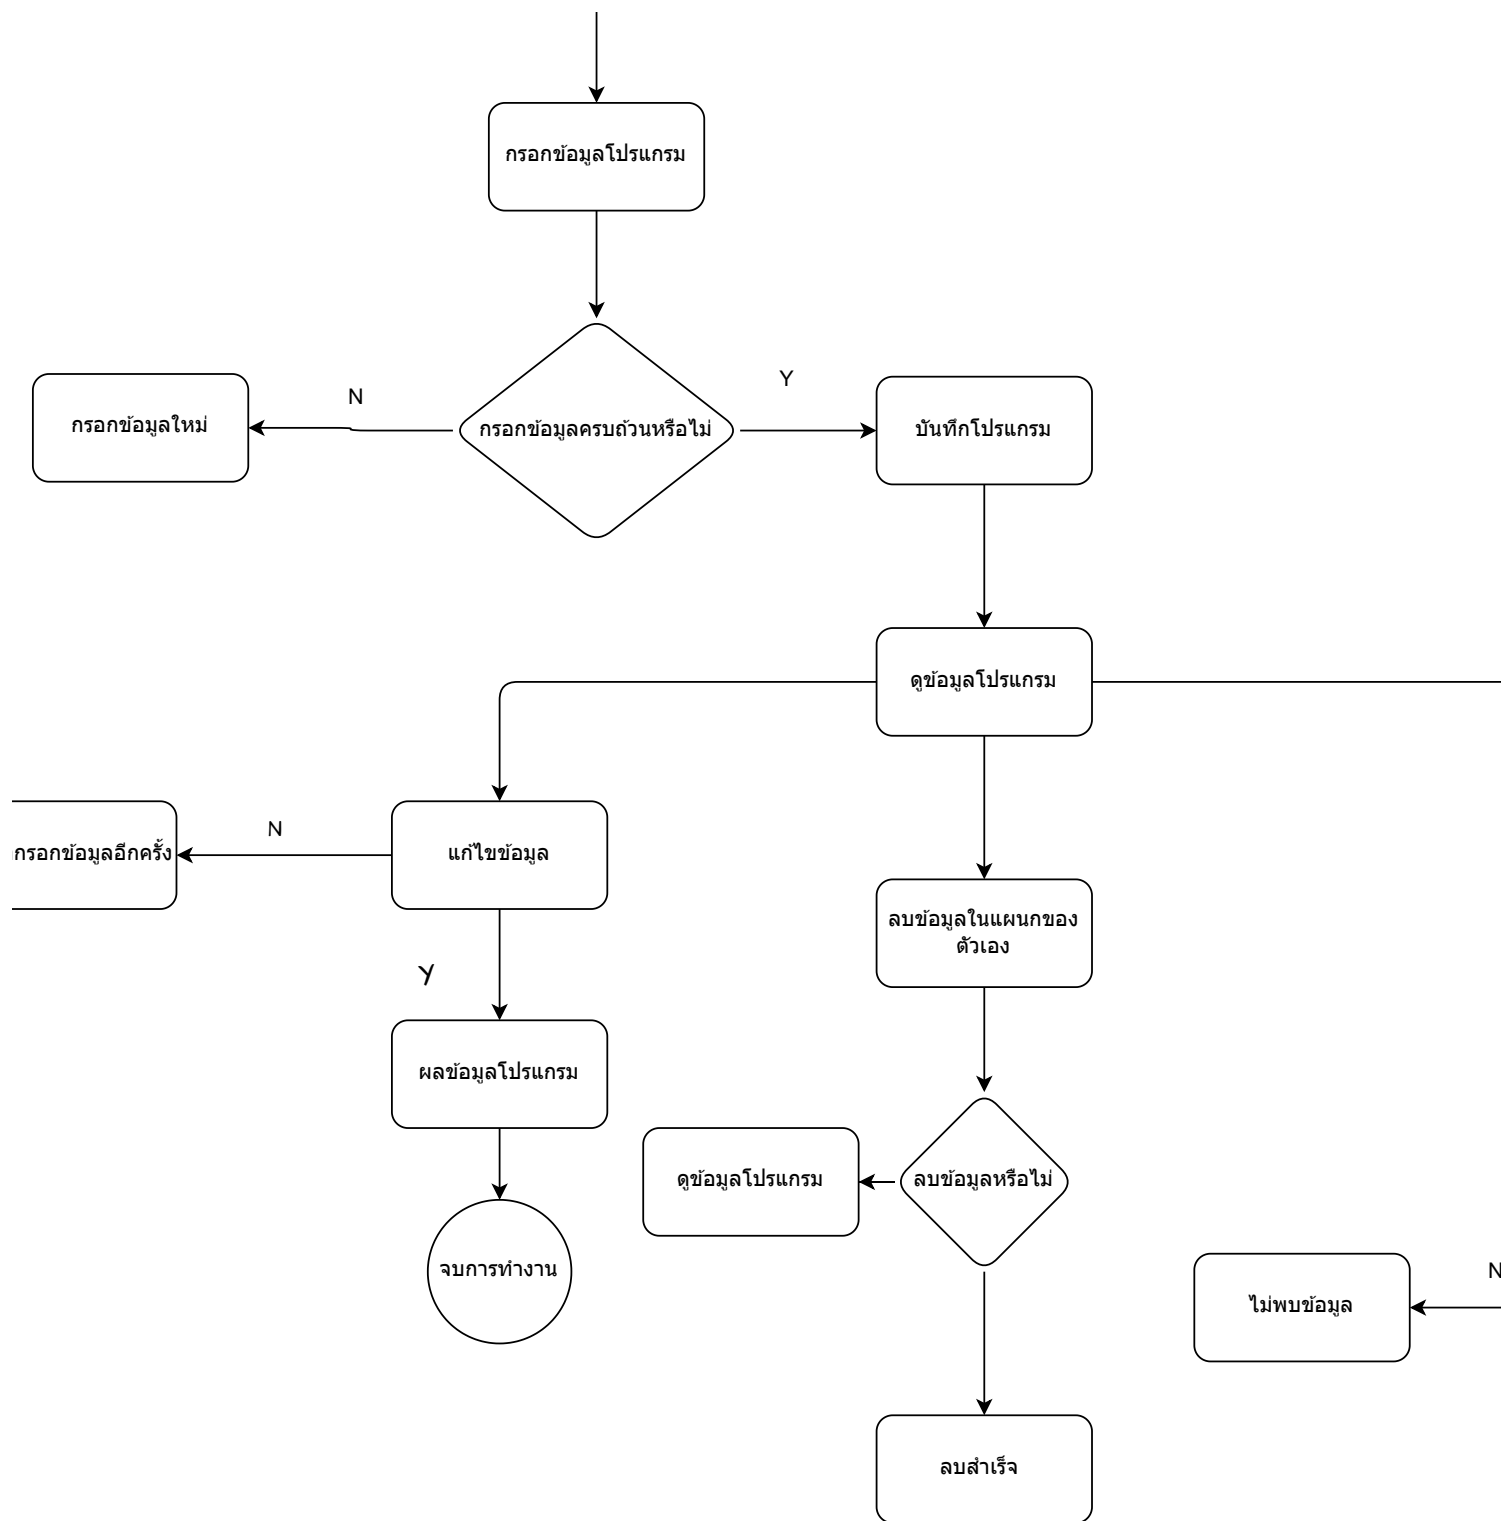 กรอกข้อมูลโปรแกรม
Y
N
กรอกข้อมูลใหม่
กรอกข้อมูลครบถ้วนหรือไม่
บันทึกโปรแกรม
ดูข้อมูลโปรแกรม
N
กรอกข้อมูลอีกครั้ง
แก้ไขข้อมูล
ลบข้อมูลในแผนกของ
ตัวเอง
Y
ผลข้อมูลโปรแกรม
ดูข้อมูลโปรแกรม
ลบข้อมูลหรือไม่
จบการทำงาน
N
ไม่พบข้อมูล
ลบสำเร็จ